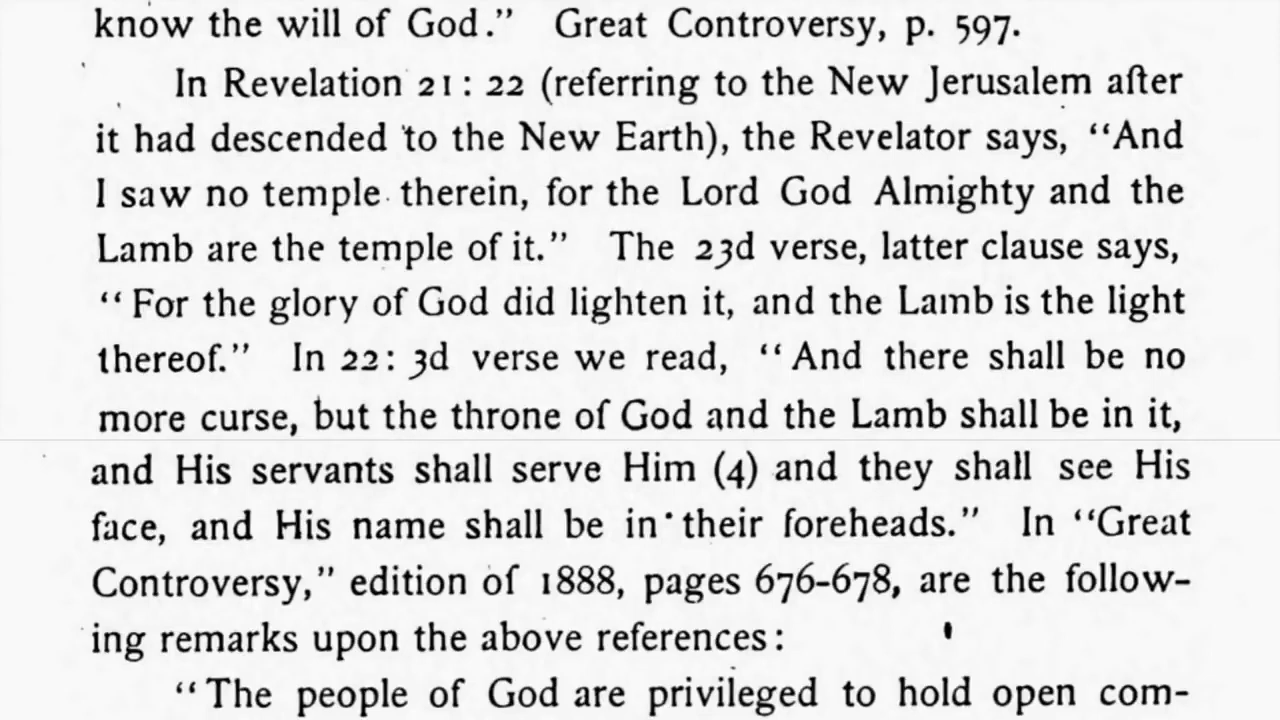 know the will of God.” Great Controversy, p. 597.
In Revelation 21: 22 (referring to the New Jerusalem after
it had descended to the New Earth), the Revelator says, “And
I saw no temple therein, for the Lord God Almighty and the
Lamb are the temple of it.” The 23d verse, latter clause says,
“For the glory of God did lighten it, and the Lamb is the light
thereof.” In 22: 3d verse we read, “And there shall be no
more curse, but the throne of God and the Lamb shall be in it,
and His servants shall serve Him (4) and they shall see His
face, and His name shall be in their foreheads.” In “Great
Controversy,” edition of 1888, pages 676-678, are the follow-
ing remarks upon the above references:
“The people of God are privileged to hold open com-